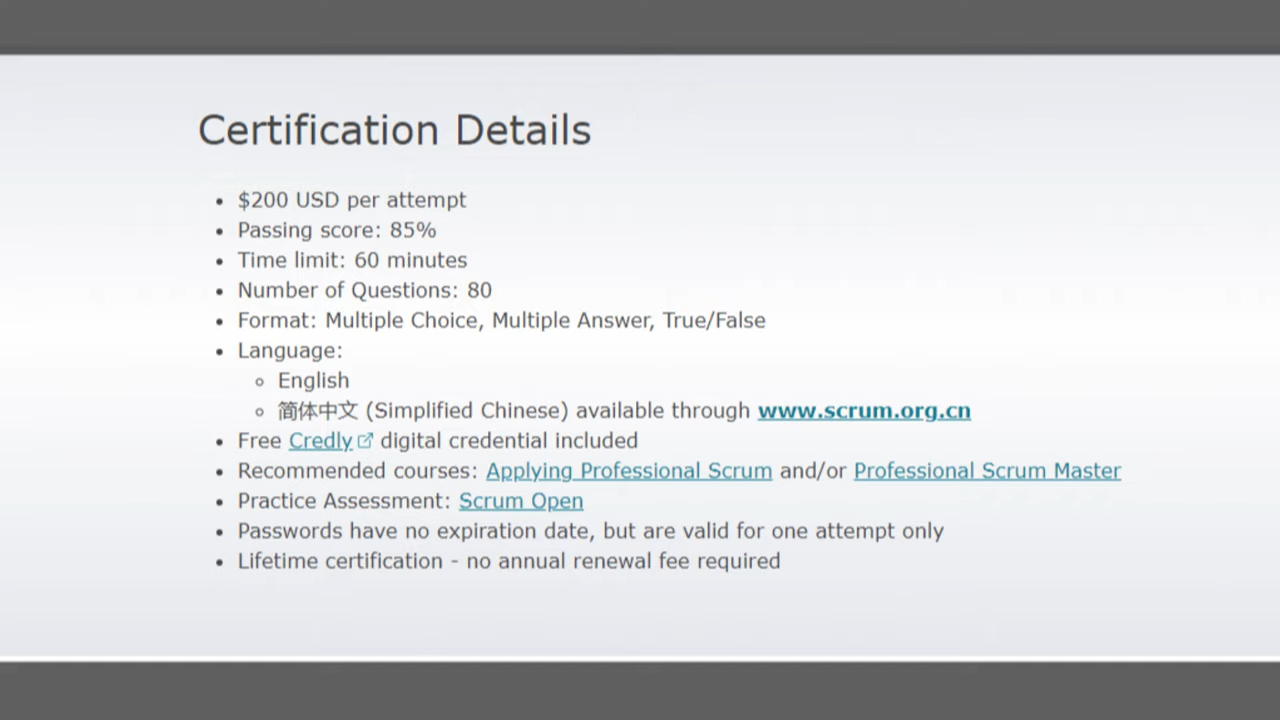 Certification Details
$200 USD per attempt
Passing score: 85%
Time limit: 60 minutes
Number of Questions: 80
Format: Multiple Choice, Multiple Answer, True/False
Language:
English
简体中文 (Simplified Chinese) available through www.scrum.org.cn
Free Credly digital credential included
Recommended courses: Applying Professional Scrum and/or Professional Scrum Master
Practice Assessment: Scrum Open
Passwords have no expiration date, but are valid for one attempt only
Lifetime certification - no annual renewal fee required